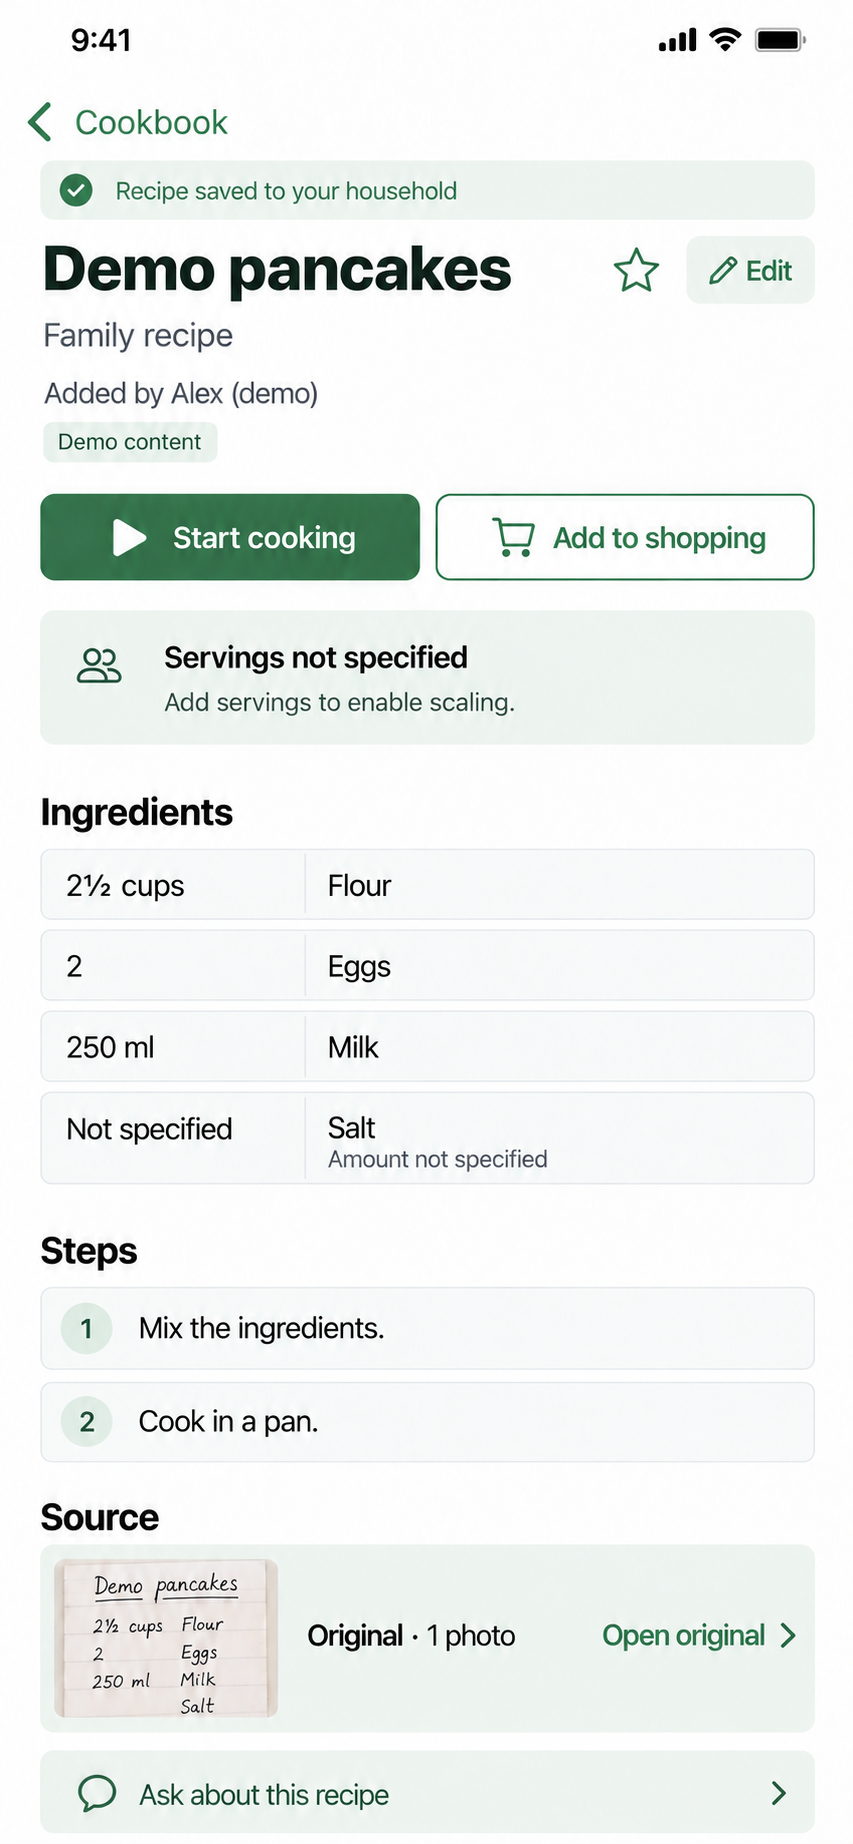 9:41
Cookbook
Recipe saved to your household
Demo pancakes
Edit
Family recipe
Added by Alex (demo)
Demo content
Start cooking
Add to shopping
Servings not specified
Add servings to enable scaling.
Ingredients
2½ cups Flour
2 Eggs
250 ml Milk
Not specified Salt
Amount not specified
Steps
1 Mix the ingredients.
2 Cook in a pan.
Source
Demo pancakes
2½ cups Flour
2 Eggs
250 ml Milk
Salt
Original · 1 photo
Open original
Ask about this recipe